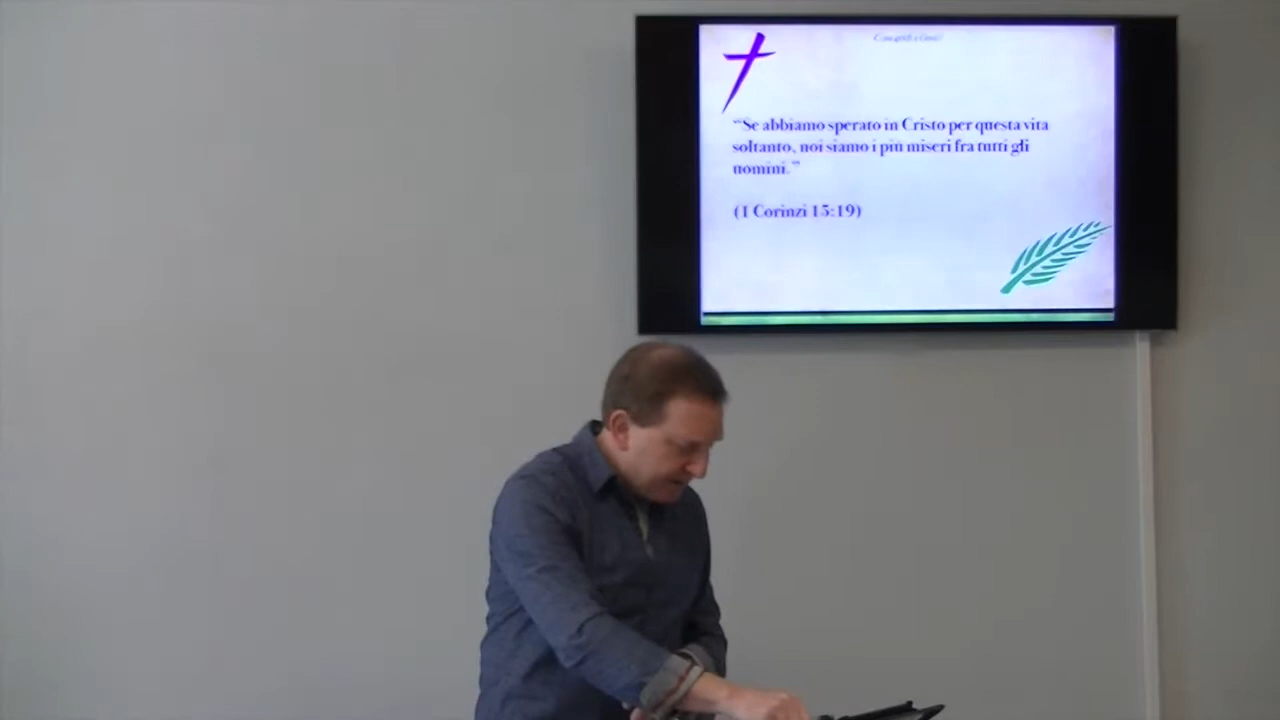 “Se abbiamo sperato in Cristo per questa vita
soltanto, noi siamo i più miseri fra tutti gli
uomini.”
(1 Corinzi 15:19)